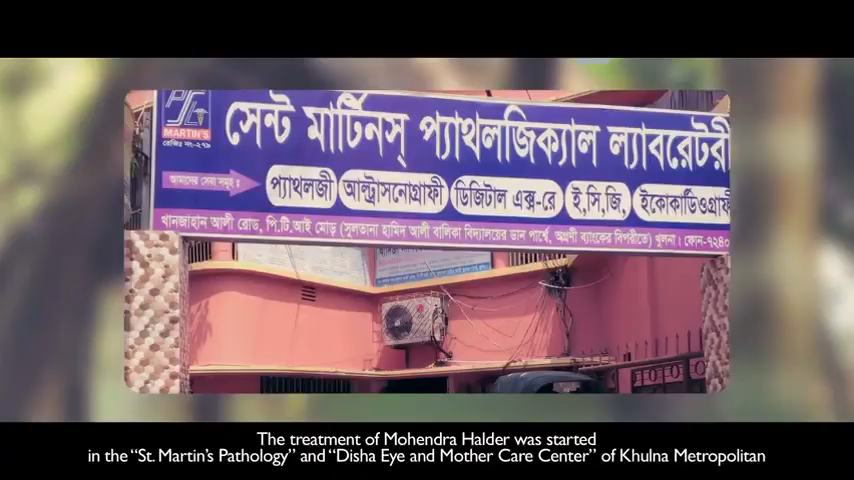 PSL
MARTIN'S
রেজিঃ নং-২৭৯
সেন্ট মার্টিনস্ প্যাথলজিক্যাল ল্যাবরেটরী
আমাদের সেবা সমূহ ঃ
প্যাথলজী আল্ট্রাসনোগ্রাফী ডিজিটাল এক্স-রে ই,সি,জি, ইকোকার্ডিওগ্রাফী
খানজাহান আলী রোড, পি.টি.আই মোড় (সুলতানা হামিদ আলী বালিকা বিদ্যালয়ের ডান পার্শ্বে, অগ্রণী ব্যাংকের বিপরীতে) খুলনা। ফোন-৭২৪০
The treatment of Mohendra Halder was started
in the “St. Martin’s Pathology” and “Disha Eye and Mother Care Center” of Khulna Metropolitan